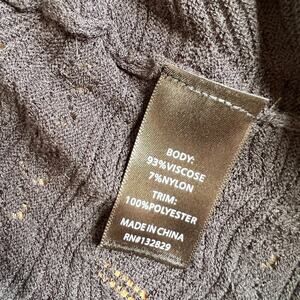 BODY:
93%VISCOSE
7%NYLON
TRIM:
100%POLYESTER
MADE IN CHINA
RN#132829